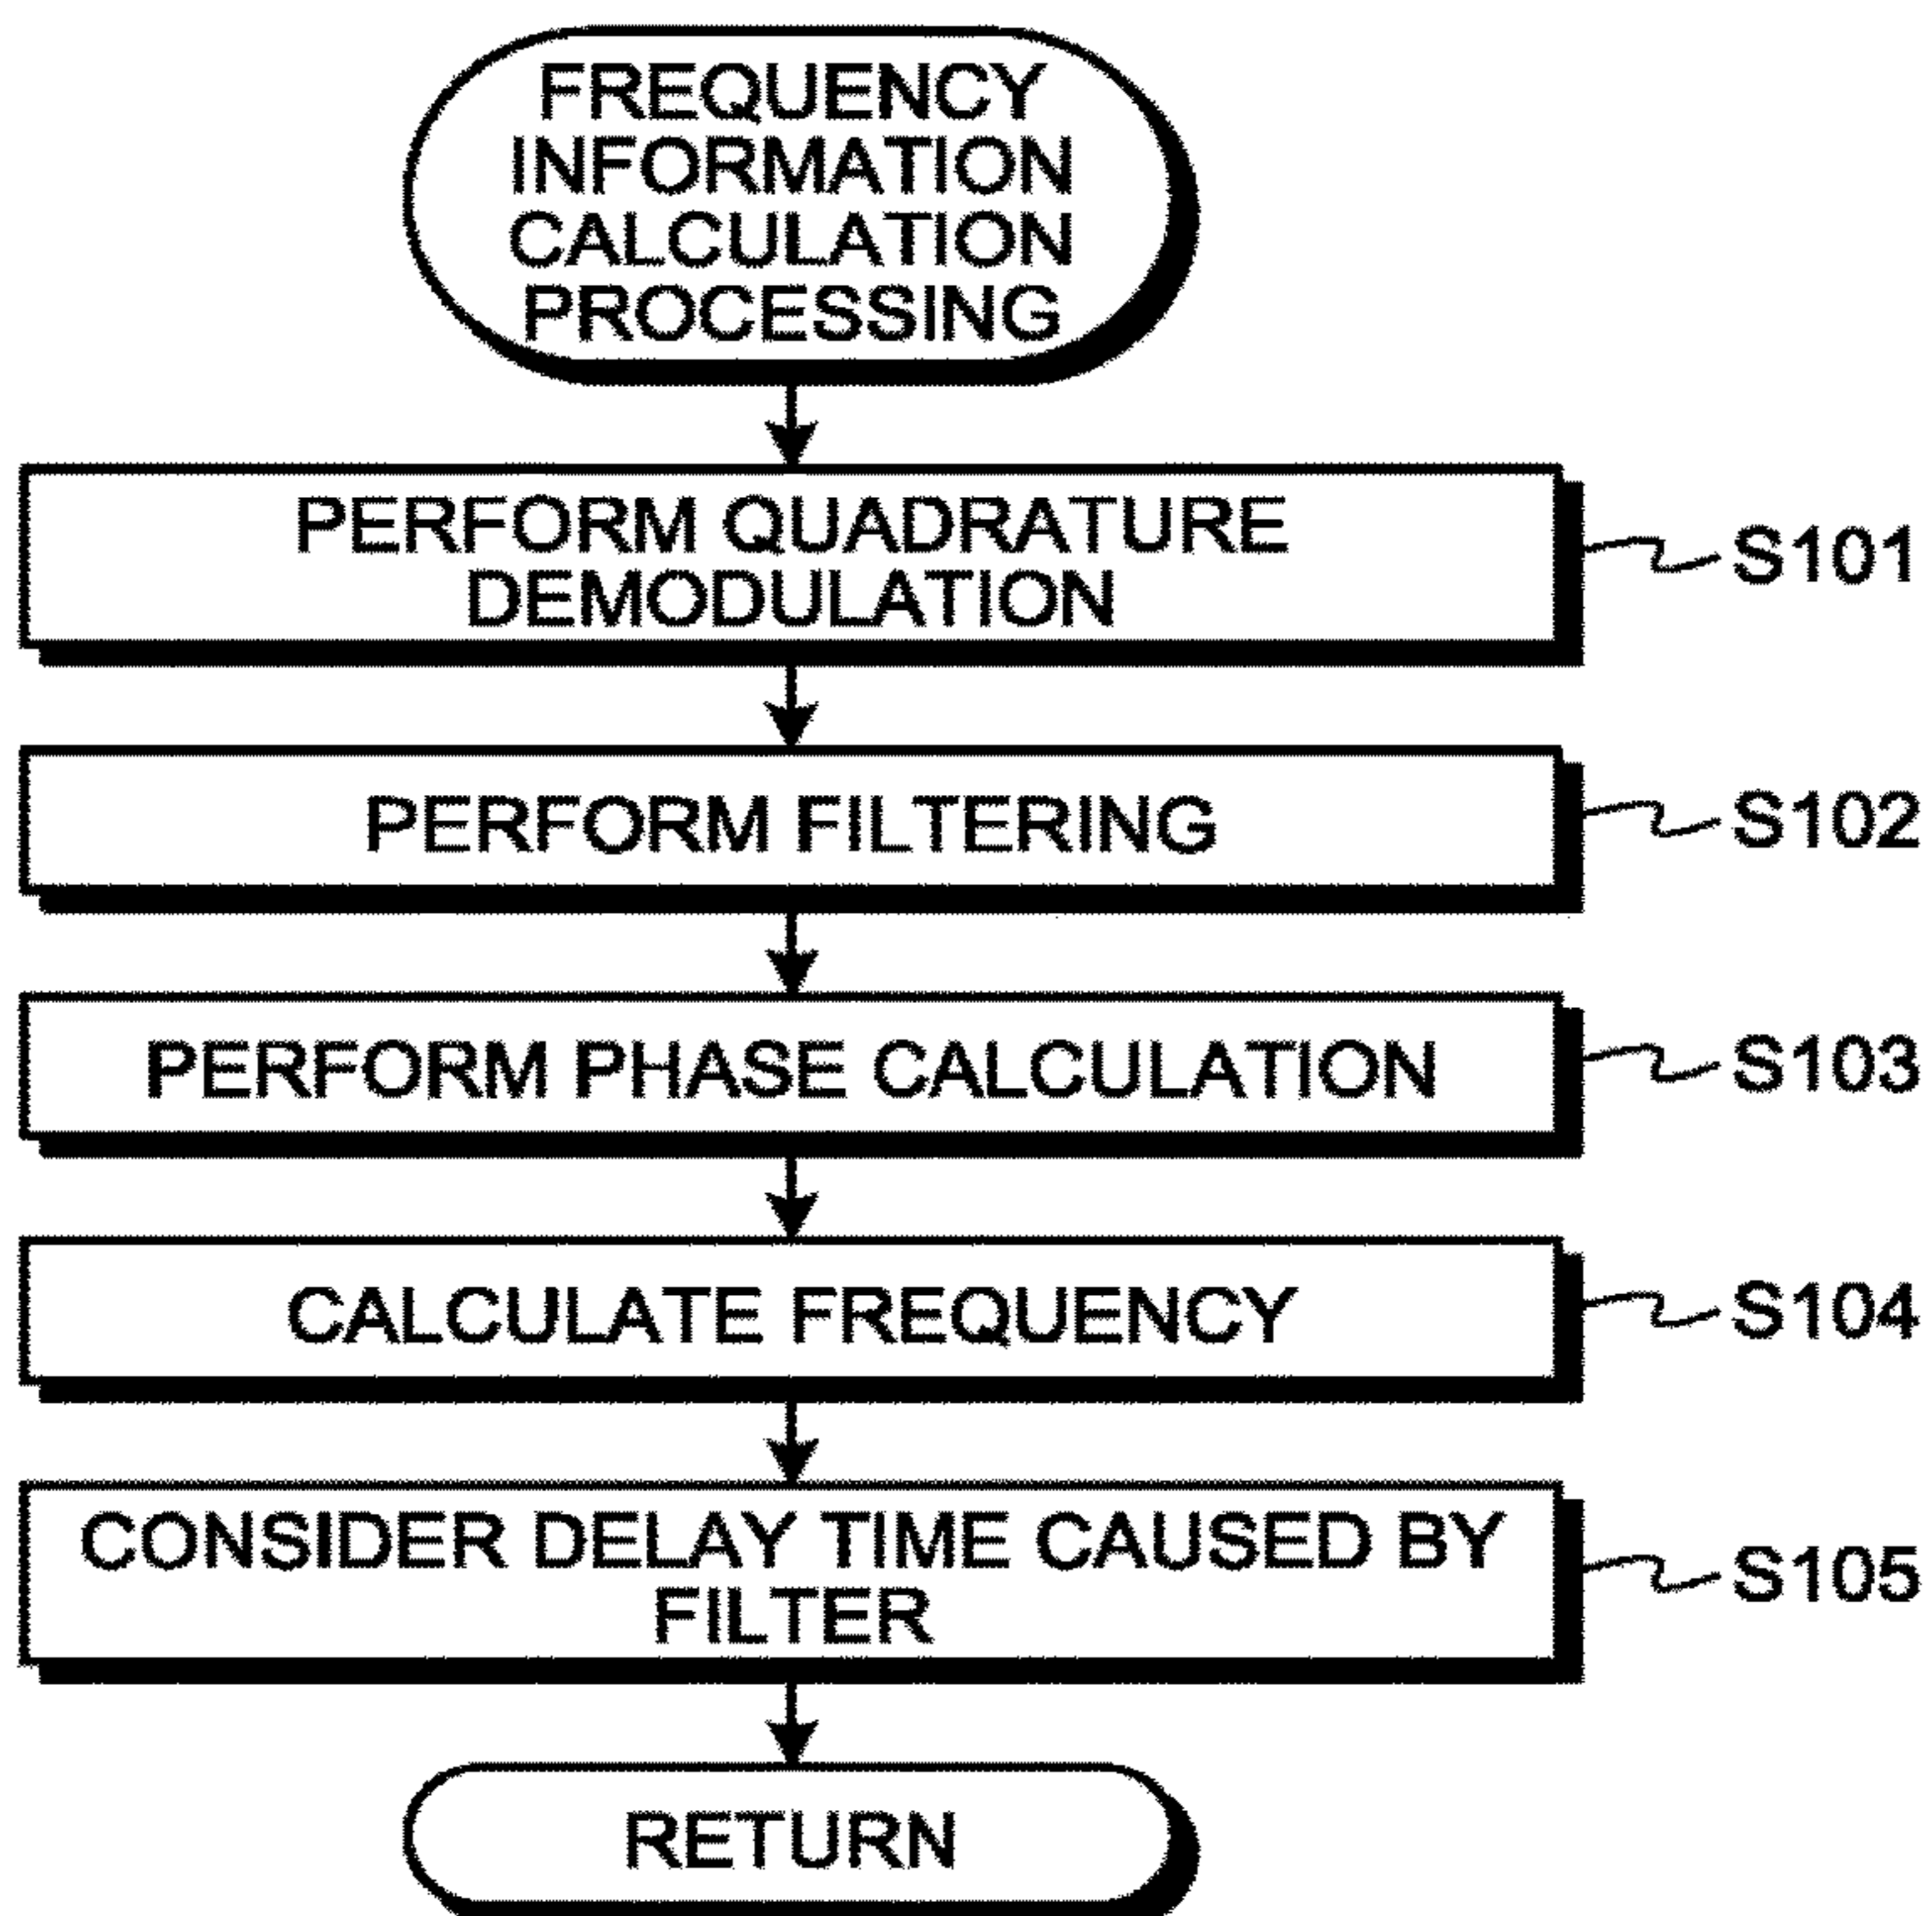 FREQUENCY
INFORMATION
CALCULATION
PROCESSING
PERFORM QUADRATURE
DEMODULATION
S101
PERFORM FILTERING
S102
PERFORM PHASE CALCULATION
S103
CALCULATE FREQUENCY
S104
CONSIDER DELAY TIME CAUSED BY
FILTER
S105
RETURN